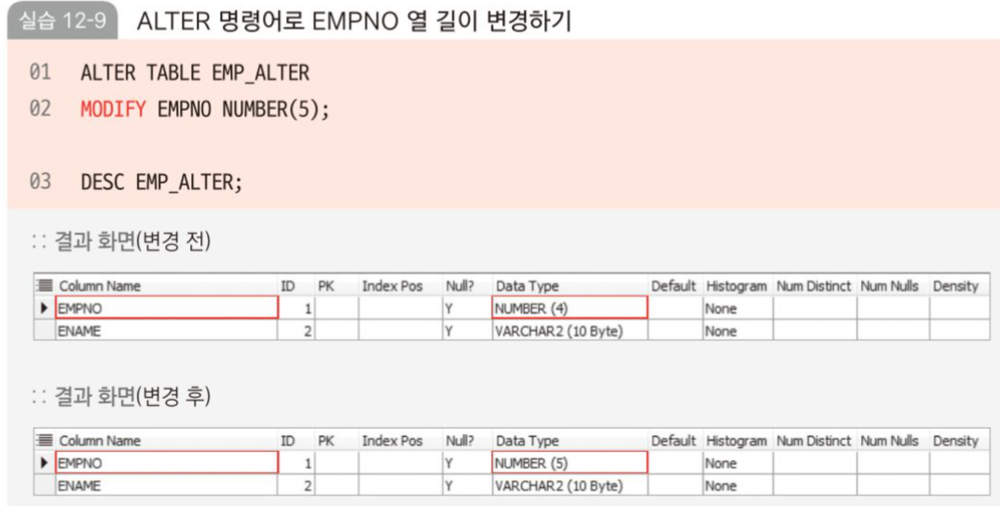 실습 12-9 ALTER 명령어로 EMPNO 열 길이 변경하기
01 ALTER TABLE EMP_ALTER
02 MODIFY EMPNO NUMBER(5);
03 DESC EMP_ALTER;
:: 결과 화면(변경 전)
Column Name ID PK Index Pos Null? Data Type Default Histogram Num Distinct Num Nulls Density
EMPNO 1 Y NUMBER (4) None
ENAME 2 Y VARCHAR2 (10 Byte) None
:: 결과 화면(변경 후)
Column Name ID PK Index Pos Null? Data Type Default Histogram Num Distinct Num Nulls Density
EMPNO 1 Y NUMBER (5) None
ENAME 2 Y VARCHAR2 (10 Byte) None